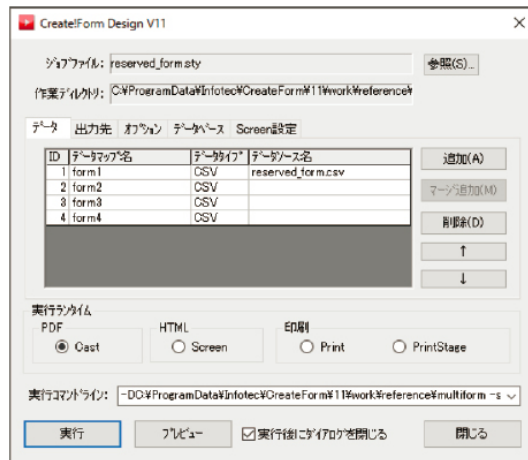 Create!Form Design V11
ジョブファイル: reserved_form.sty 参照(S)...
作業ディレクトリ: C:¥ProgramData¥Infotec¥CreateForm¥11¥work¥reference¥
データ 出力先 オプション データベース Screen設定
ID データマップ名 データタイプ データソース名
1 form1 CSV reserved_form.csv
2 form2 CSV
3 form3 CSV
4 form4 CSV
追加(A)
マージ追加(M)
削除(D)
↑
↓
実行ランタイム
PDF HTML 印刷
Cast Screen Print PrintStage
実行コマンドライン: -DC:¥ProgramData¥Infotec¥CreateForm¥11¥work¥reference¥multiform -s
実行 プレビュー 実行後にダイアログを閉じる 閉じる